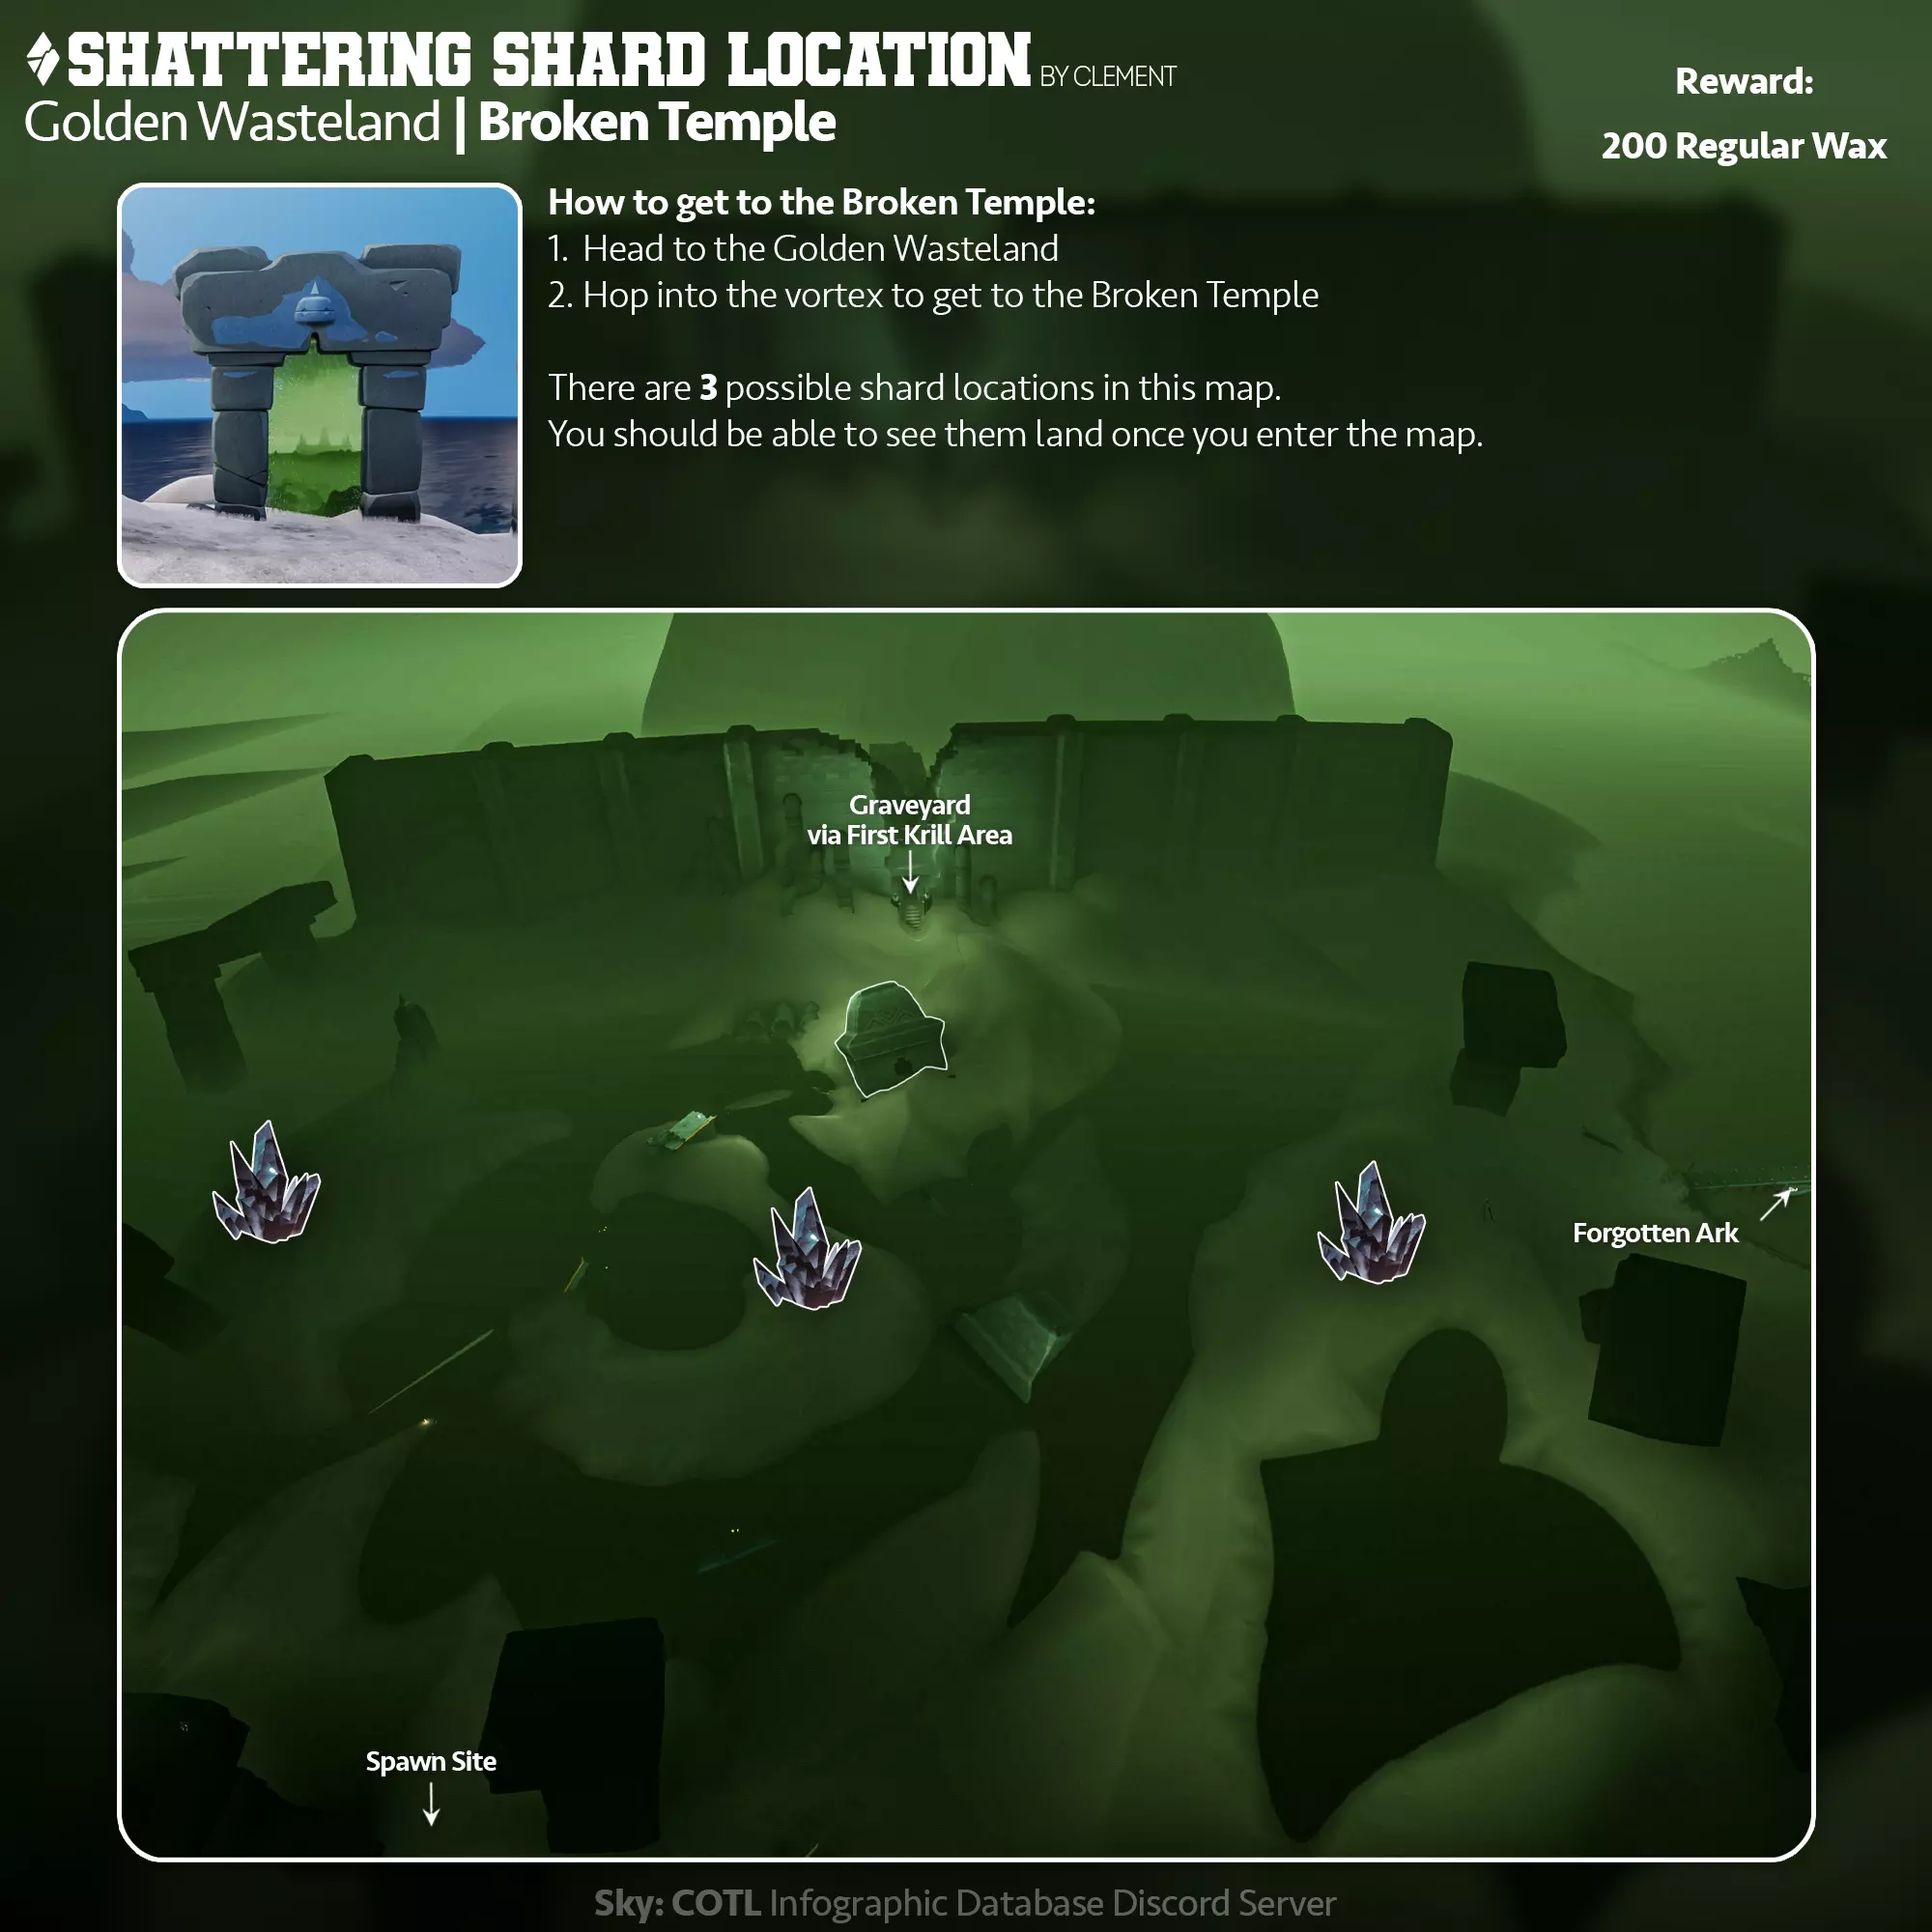 SHATTERING SHARD LOCATION BY CLEMENT
Golden Wasteland | Broken Temple
Reward:
200 Regular Wax
How to get to the Broken Temple:
1. Head to the Golden Wasteland
2. Hop into the vortex to get to the Broken Temple
There are 3 possible shard locations in this map.
You should be able to see them land once you enter the map.
Graveyard
via First Krill Area
Forgotten Ark
Spawn Site
Sky: COTL Infographic Database Discord Server